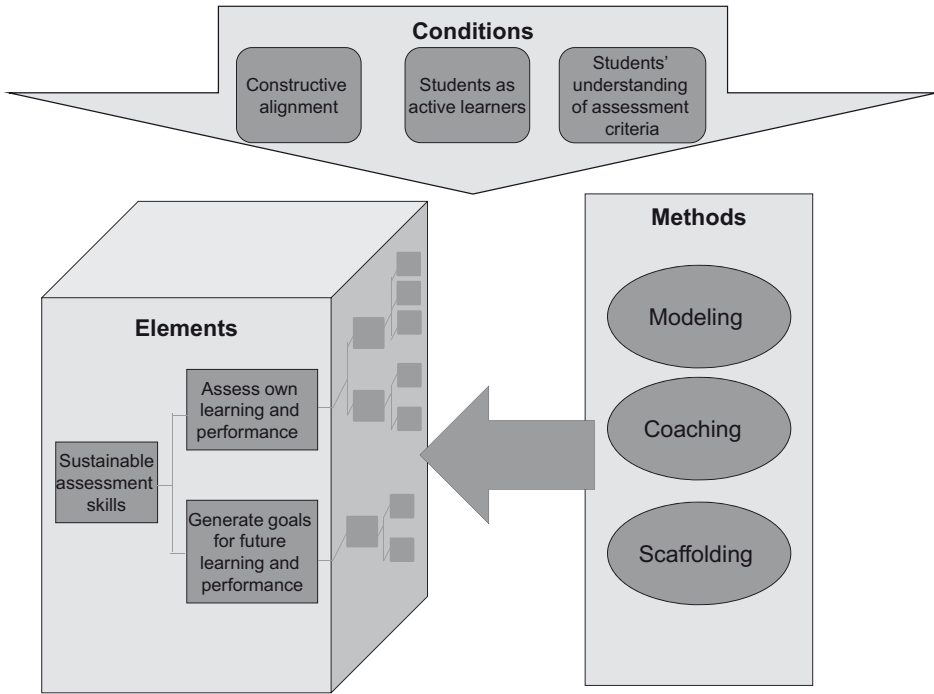 Conditions
Constructive
alignment
Students as
active learners
Students'
understanding
of assessment
criteria
Elements
Sustainable
assessment
skills
Assess own
learning and
performance
Generate goals
for future
learning and
performance
Methods
Modeling
Coaching
Scaffolding